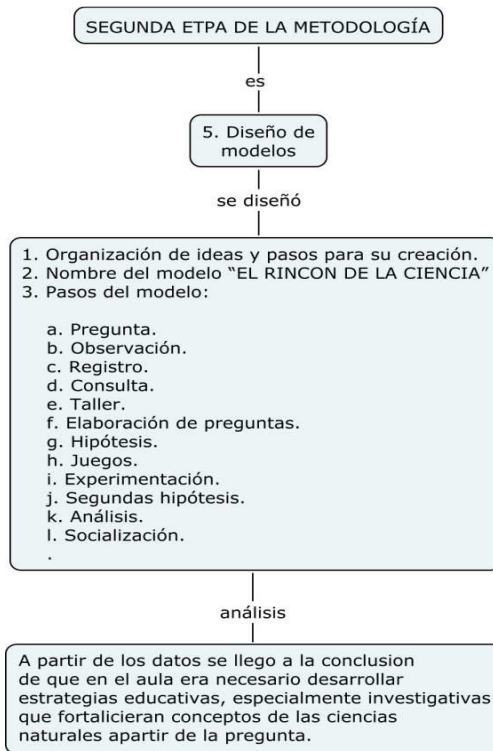 SEGUNDA ETPA DE LA METODOLOGÍA
es
5. Diseño de
modelos
se diseñó
1. Organización de ideas y pasos para su creación.
2. Nombre del modelo “EL RINCON DE LA CIENCIA”
3. Pasos del modelo:
a. Pregunta.
b. Observación.
c. Registro.
d. Consulta.
e. Taller.
f. Elaboración de preguntas.
g. Hipótesis.
h. Juegos.
i. Experimentación.
j. Segundas hipótesis.
k. Análisis.
l. Socialización.
.
análisis
A partir de los datos se llego a la conclusion
de que en el aula era necesario desarrollar
estrategias educativas, especialmente investigativas
que fortalicieran conceptos de las ciencias
naturales apartir de la pregunta.